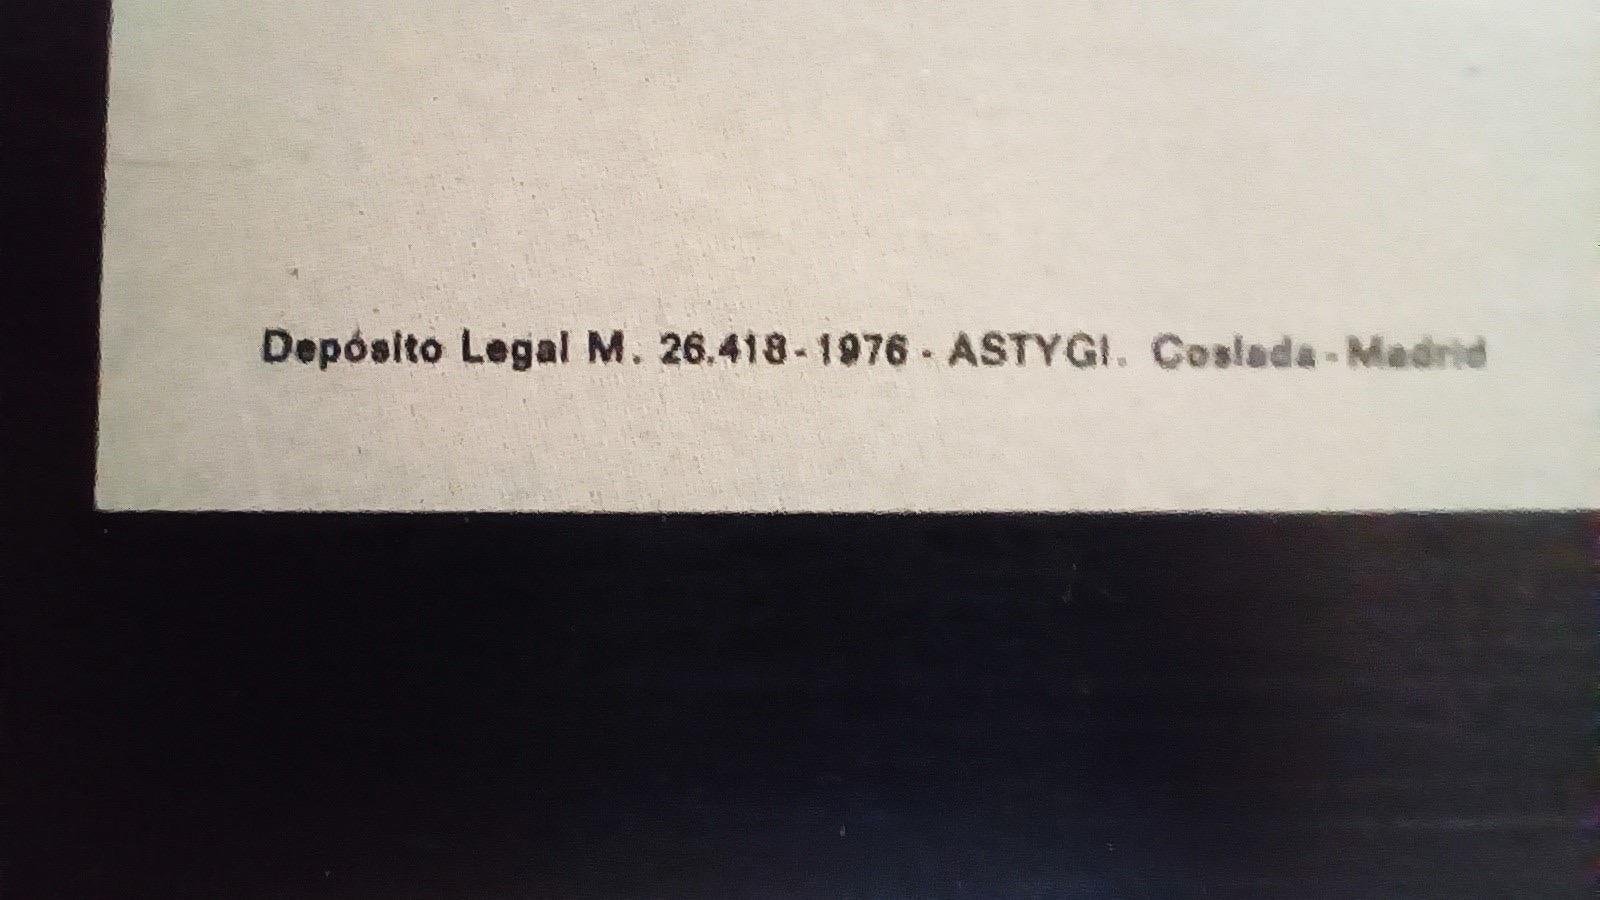 Depósito Legal M. 26.418-1976 - ASTYGI. Coslada - Madrid